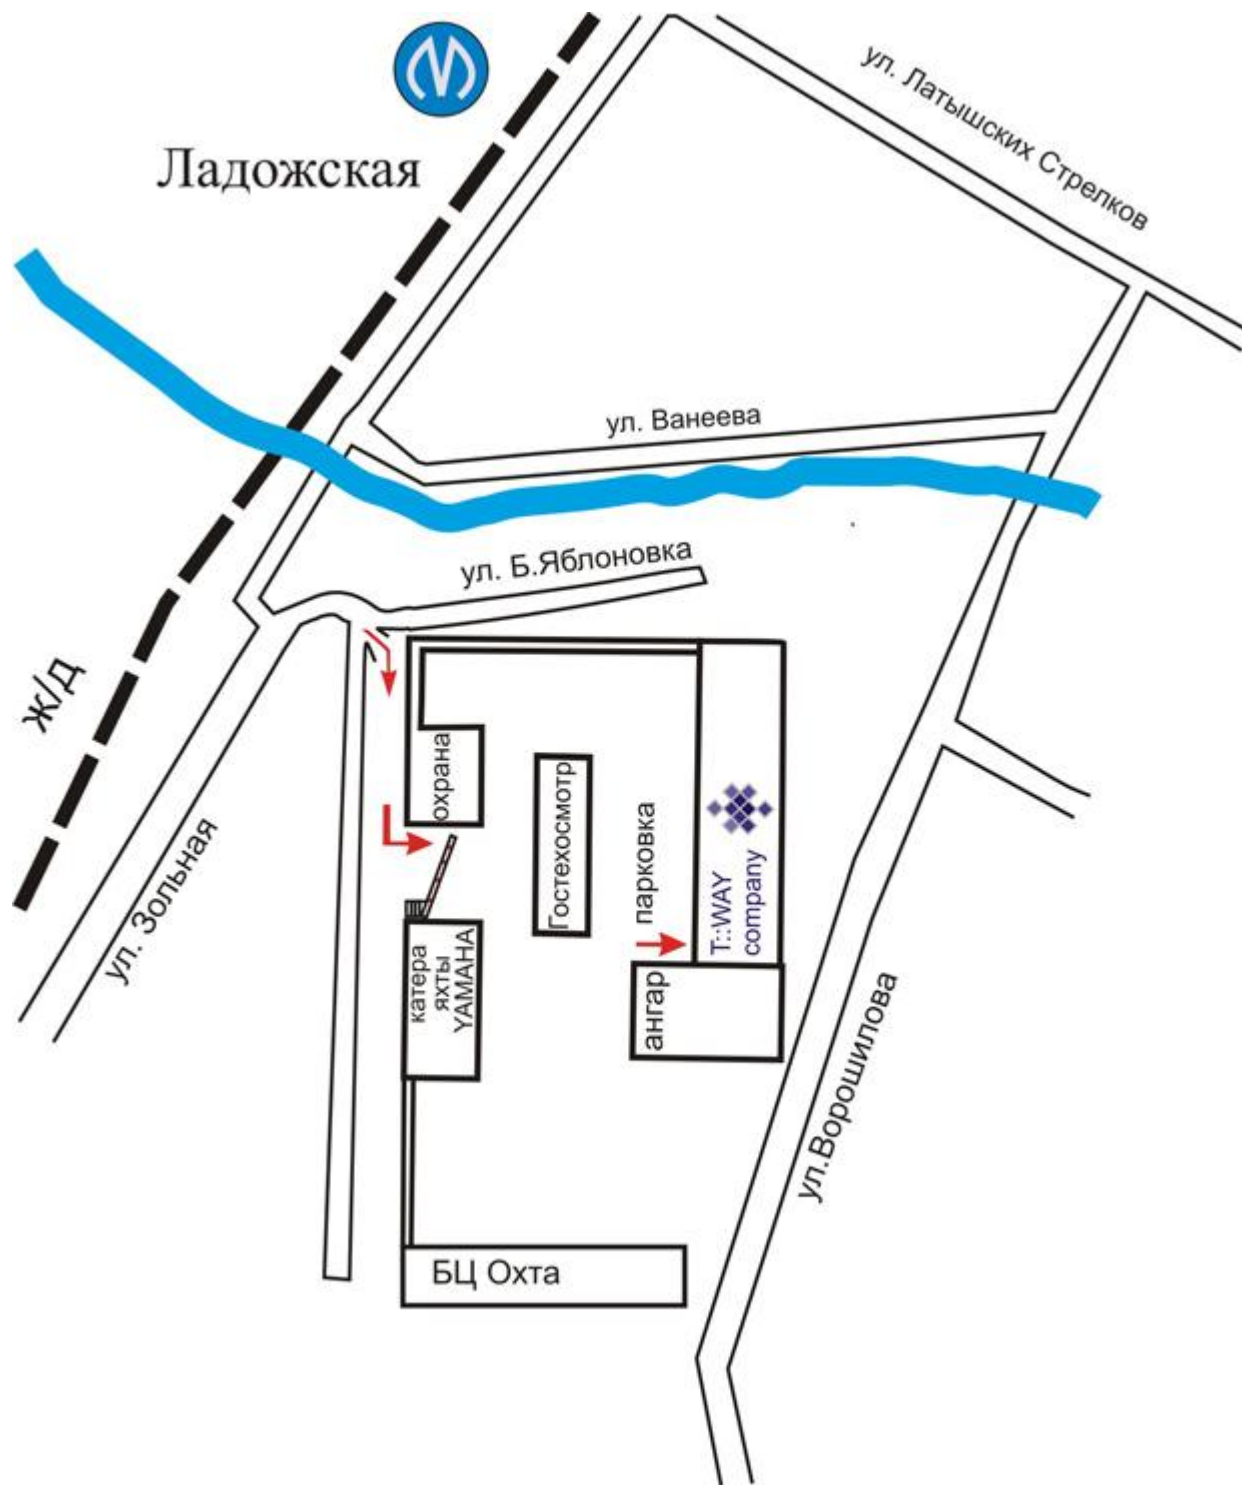 ул. Латышских Стрелков
Ладожская
ул. Ванеева
ул. Б.Яблоновка
ж/д
ул. Зольная
охрана
Гостехосмотр
парковка
T::WAY
company
катера
яхты
YAMAHA
ангар
ул.Ворошилова
БЦ Охта